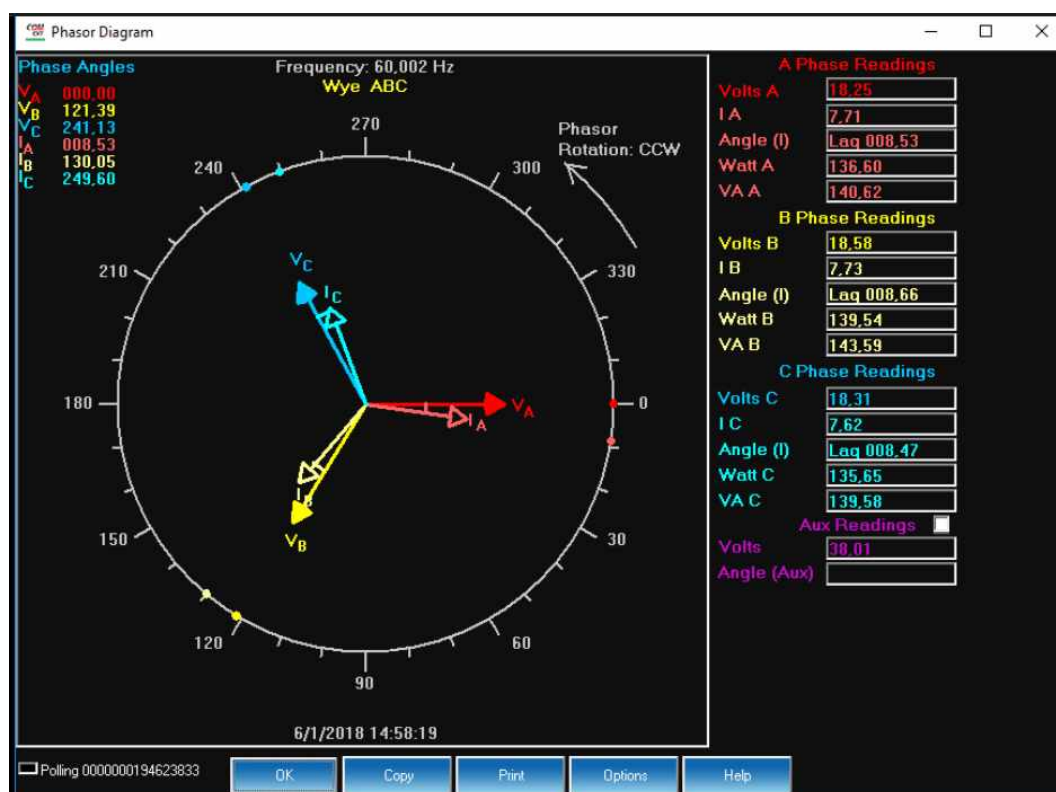 COM EXT Phasor Diagram
Phase Angles
VA 000,00
VB 121,39
VC 241,13
IA 008,53
IB 130,05
IC 249,60
Frequency: 60,002 Hz
Wye ABC
Phasor
Rotation: CCW
270
240
300
210
330
180
0
150
30
120
60
90
VC
IC
VA
IA
IB
VB
6/1/2018 14:58:19
A Phase Readings
Volts A 18,25
I A 7,71
Angle (I) Lag 008,53
Watt A 136,60
VA A 140,62
B Phase Readings
Volts B 18,58
I B 7,73
Angle (I) Lag 008,66
Watt B 139,54
VA B 143,59
C Phase Readings
Volts C 18,31
I C 7,62
Angle (I) Lag 008,47
Watt C 135,65
VA C 139,58
Aux Readings
Volts 38,01
Angle (Aux)
Polling 0000000194623833
OK
Copy
Print
Options
Help